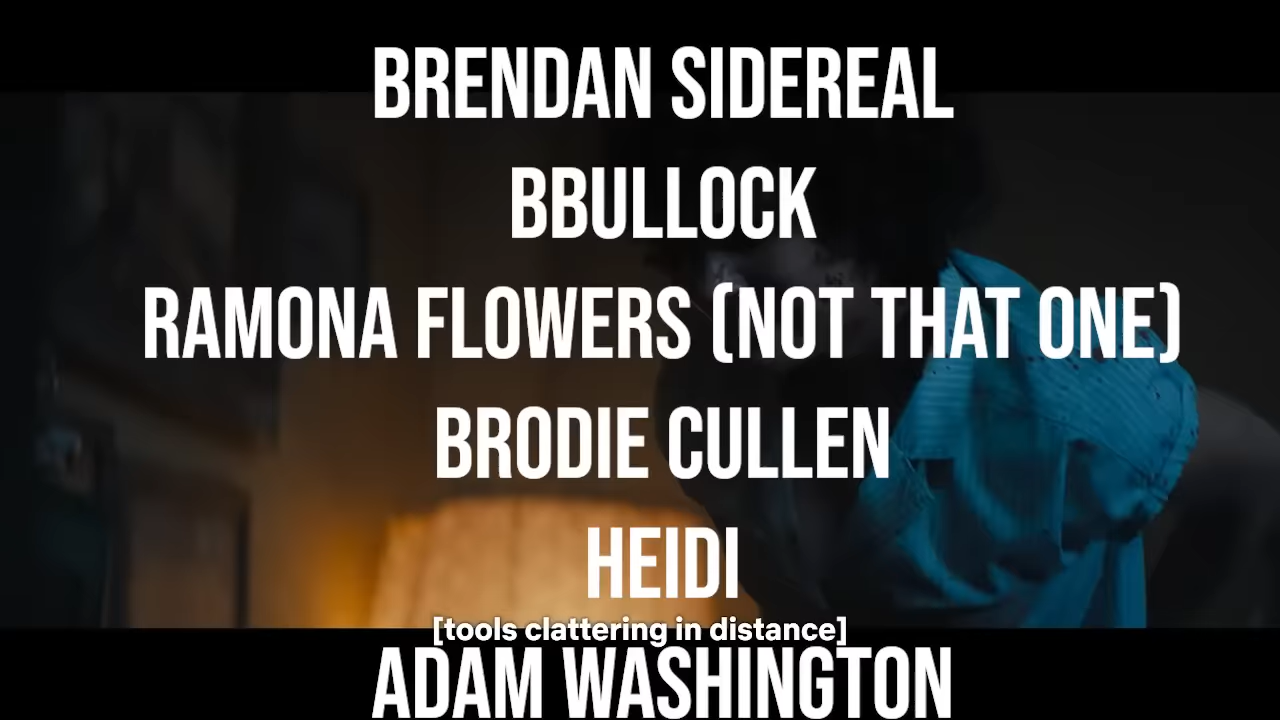 BRENDAN SIDEREAL
BBULLOCK
RAMONA FLOWERS (NOT THAT ONE)
BRODIE CULLEN
HEIDI
[tools clattering in distance]
ADAM WASHINGTON